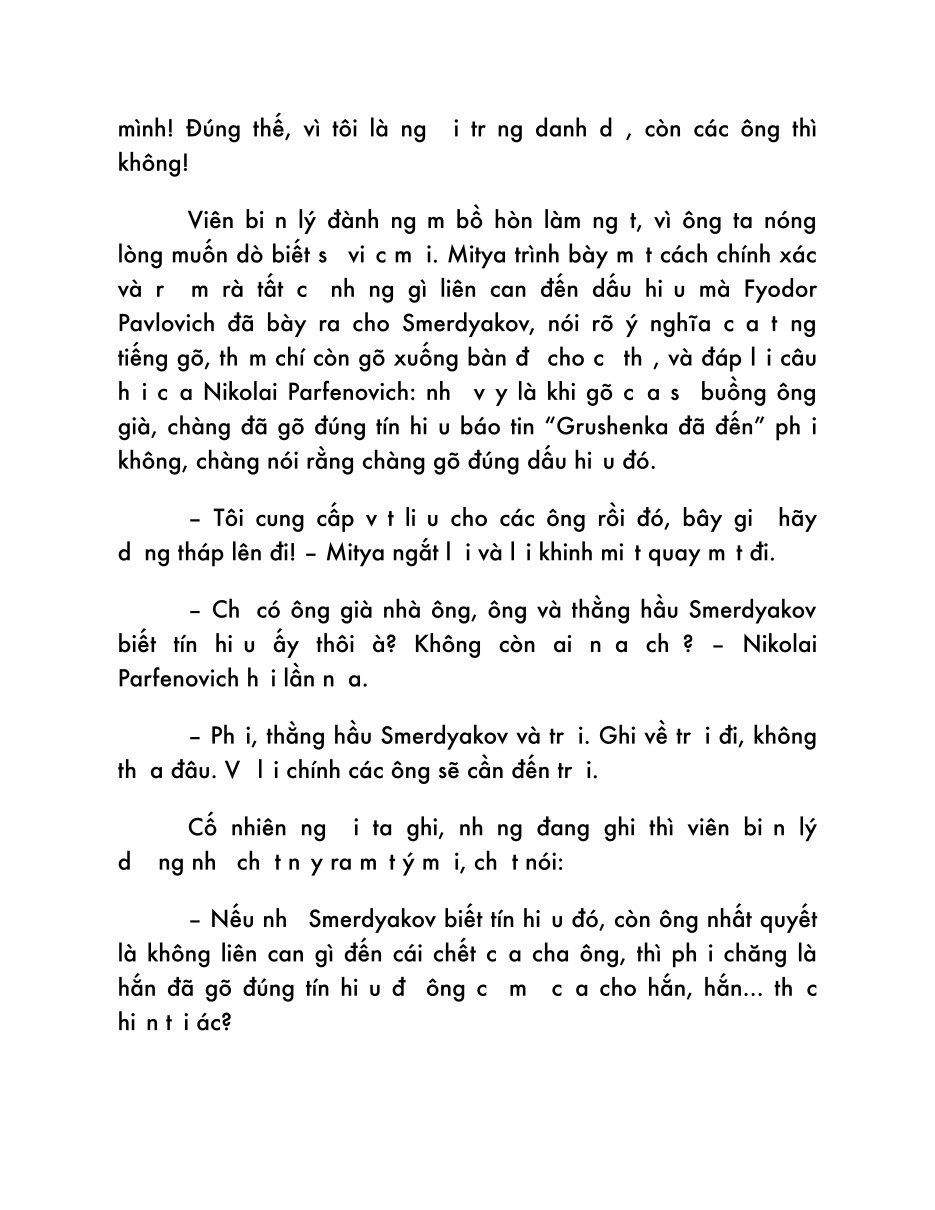 mình! Đúng thế, vì tôi là ng i tr ng danh d , còn các ông thì
không!
Viên bi n lý đành ng m bồ hòn làm ng t, vì ông ta nóng
lòng muốn dò biết s vi c m i. Mitya trình bày m t cách chính xác
và r m rà tất c nh ng gì liên can đến dấu hi u mà Fyodor
Pavlovich đã bày ra cho Smerdyakov, nói rõ ý nghĩa c a t ng
tiếng gõ, th m chí còn gõ xuống bàn đ cho c th , và đáp l i câu
h i c a Nikolai Parfenovich: nh v y là khi gõ c a s buồng ông
già, chàng đã gõ đúng tín hi u báo tin “Grushenka đã đến” ph i
không, chàng nói rằng chàng gõ đúng dấu hi u đó.
– Tôi cung cấp v t li u cho các ông rồi đó, bây gi hãy
d ng tháp lên đi! – Mitya ngắt l i và l i khinh mi t quay m t đi.
– Ch có ông già nhà ông, ông và thằng hầu Smerdyakov
biết tín hi u ấy thôi à? Không còn ai n a ch ? – Nikolai
Parfenovich h i lần n a.
– Ph i, thằng hầu Smerdyakov và tr i. Ghi về tr i đi, không
th a đâu. V l i chính các ông sẽ cần đến tr i.
Cố nhiên ng i ta ghi, nh ng đang ghi thì viên bi n lý
d ng nh ch t n y ra m t ý m i, ch t nói:
– Nếu nh Smerdyakov biết tín hi u đó, còn ông nhất quyết
là không liên can gì đến cái chết c a cha ông, thì ph i chăng là
hắn đã gõ đúng tín hi u đ ông c m c a cho hắn, hắn... th c
hi n t i ác?